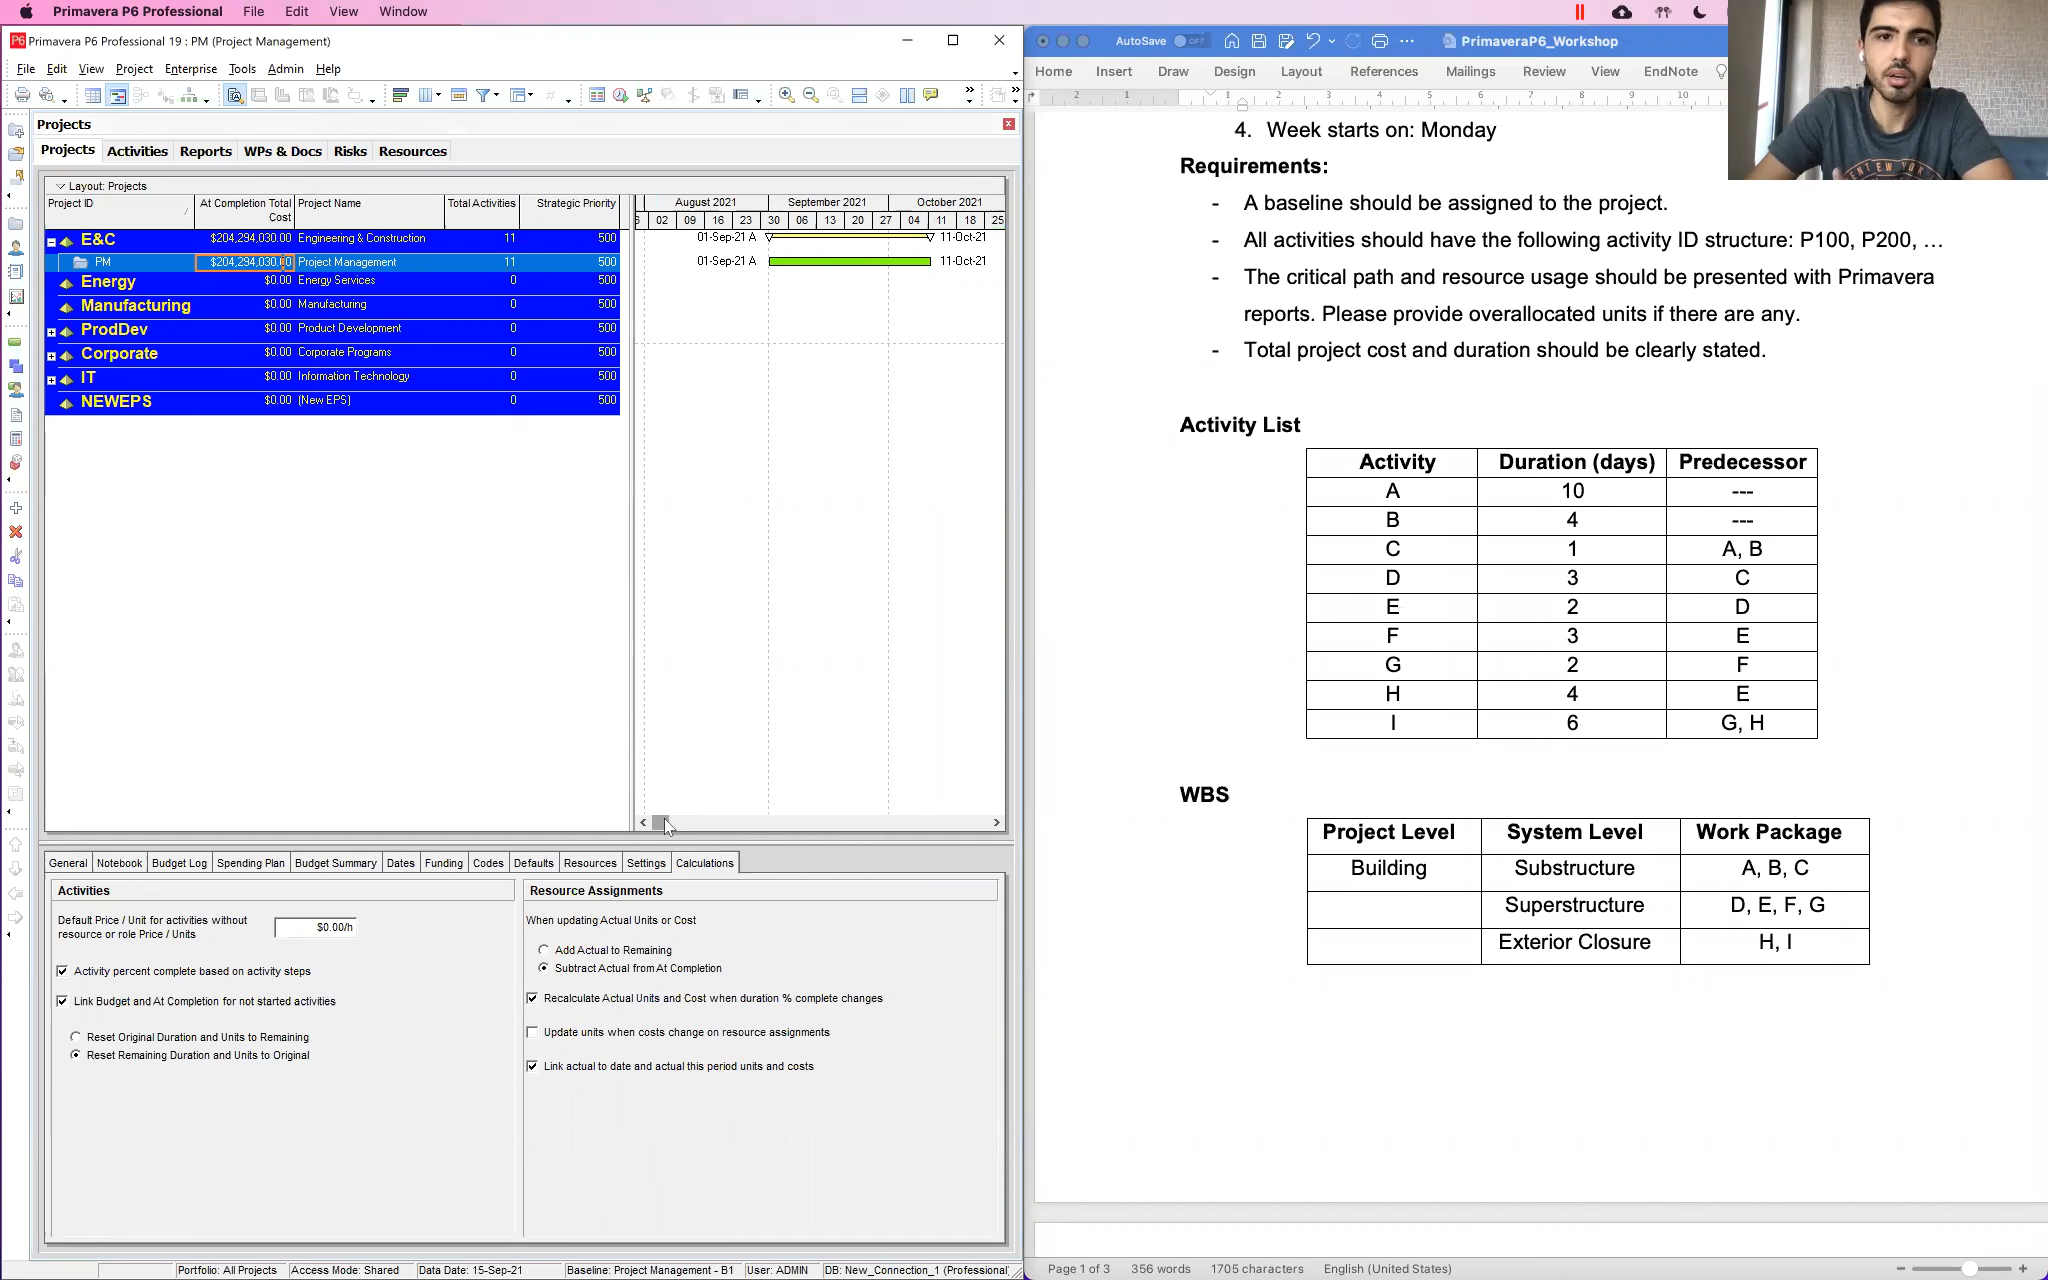 Primavera P6 Professional File Edit View Window
P6 Primavera P6 Professional 19 : PM (Project Management)
File Edit View Project Enterprise Tools Admin Help
Projects
Projects Activities Reports WPs & Docs Risks Resources
Layout: Projects
Project ID At Completion Total Cost Project Name Total Activities Strategic Priority
August 2021 September 2021 October 2021
02 09 16 23 30 06 13 20 27 04 11 18 25
E&C $204,294,030.00 Engineering & Construction 11 500 01-Sep-21 A 11-Oct-21
PM $204,294,030.00 Project Management 11 500 01-Sep-21 A 11-Oct-21
Energy $0.00 Energy Services 0 500
Manufacturing $0.00 Manufacturing 0 500
ProdDev $0.00 Product Development 0 500
Corporate $0.00 Corporate Programs 0 500
IT $0.00 Information Technology 0 500
NEWEPS $0.00 (New EPS) 0 500
General Notebook Budget Log Spending Plan Budget Summary Dates Funding Codes Defaults Resources Settings Calculations
Activities
Default Price / Unit for activities without
resource or role Price / Units
$0.00/h
Activity percent complete based on activity steps
Link Budget and At Completion for not started activities
Reset Original Duration and Units to Remaining
Reset Remaining Duration and Units to Original
Resource Assignments
When updating Actual Units or Cost
Add Actual to Remaining
Subtract Actual from At Completion
Recalculate Actual Units and Cost when duration % complete changes
Update units when costs change on resource assignments
Link actual to date and actual this period units and costs
Portfolio: All Projects Access Mode: Shared Data Date: 15-Sep-21 Baseline: Project Management - B1 User: ADMIN DB: New_Connection_1 (Professional
AutoSave OFF PrimaveraP6_Workshop
Home Insert Draw Design Layout References Mailings Review View EndNote
2 1 1 2 3 4 5 6 7 8 9 10
4. Week starts on: Monday
Requirements:
- A baseline should be assigned to the project.
- All activities should have the following activity ID structure: P100, P200, …
- The critical path and resource usage should be presented with Primavera
reports. Please provide overallocated units if there are any.
- Total project cost and duration should be clearly stated.
Activity List
Activity Duration (days) Predecessor
A 10 ---
B 4 ---
C 1 A, B
D 3 C
E 2 D
F 3 E
G 2 F
H 4 E
I 6 G, H
WBS
Project Level System Level Work Package
Building Substructure A, B, C
Superstructure D, E, F, G
Exterior Closure H, I
Page 1 of 3 356 words 1705 characters English (United States)